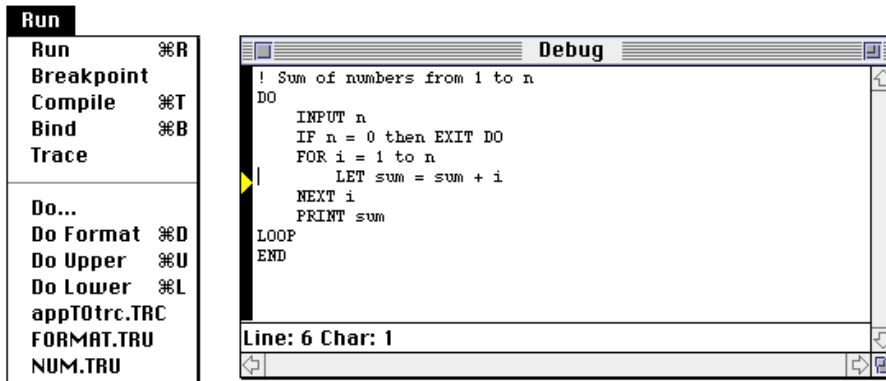 Run
Run ⌘R
Breakpoint
Compile ⌘T
Bind ⌘B
Trace
Do...
Do Format ⌘D
Do Upper ⌘U
Do Lower ⌘L
appTOtrc.TRC
FORMAT.TRU
NUM.TRU
Debug
! Sum of numbers from 1 to n
DO
    INPUT n
    IF n = 0 then EXIT DO
    FOR i = 1 to n
        LET sum = sum + i
    NEXT i
    PRINT sum
LOOP
END
Line: 6 Char: 1